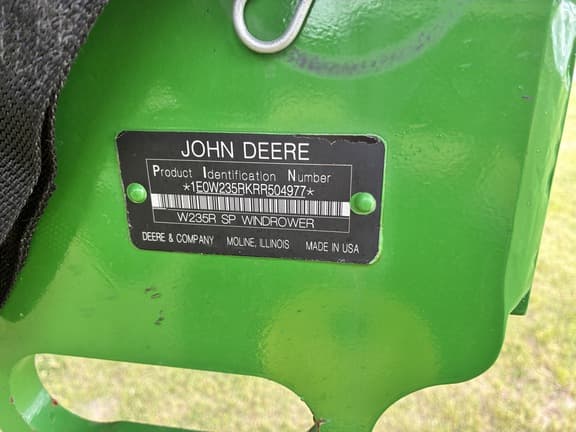 JOHN DEERE
Product Identification Number
*1E0W235RKRR504977*
W235R SP WINDROWER
DEERE & COMPANY MOLINE, ILLINOIS MADE IN USA